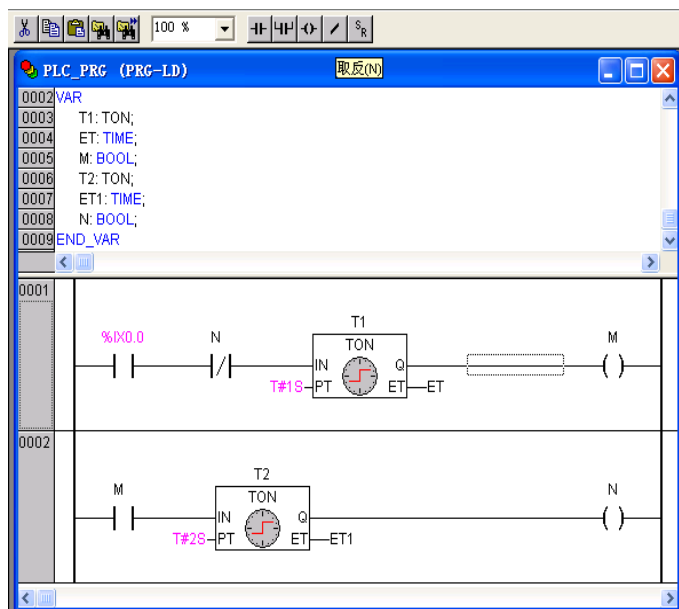 100 %
S
R
PLC_PRG (PRG-LD)
取反(N)
0002 VAR
0003 T1: TON;
0004 ET: TIME;
0005 M: BOOL;
0006 T2: TON;
0007 ET1: TIME;
0008 N: BOOL;
0009 END_VAR
0001
T1
%IX0.0 N TON M
IN Q
T#1S PT ET ET
0002
T2
M TON N
IN Q
T#2S PT ET ET1